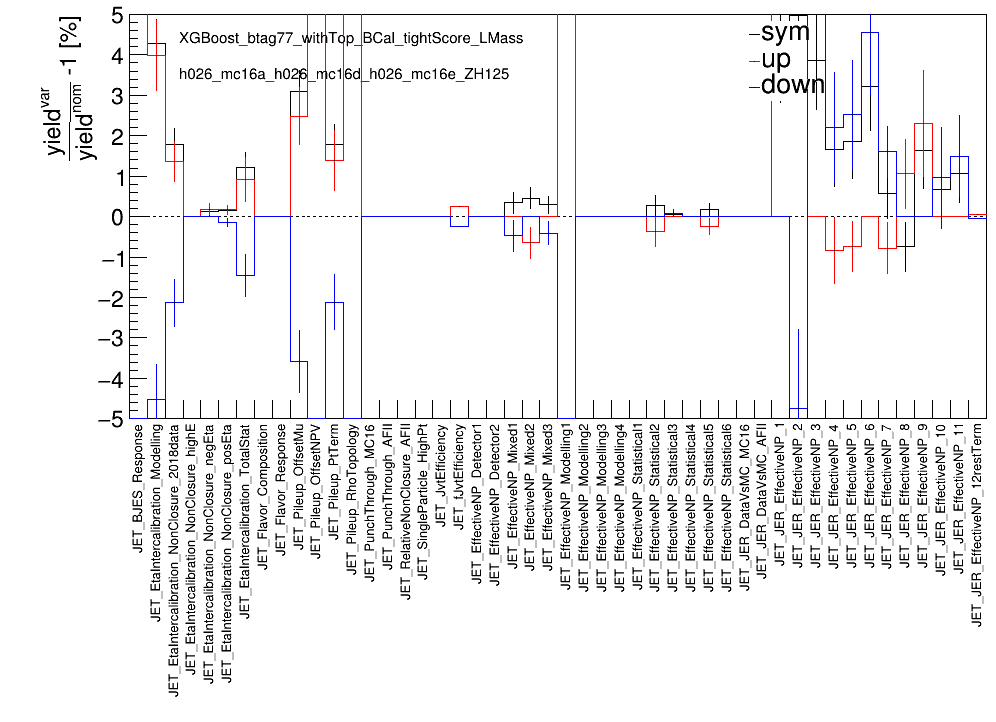 yield^var / yield^nom -1 [%]
XGBoost_btag77_withTop_BCal_tightScore_LMass
h026_mc16a_h026_mc16d_h026_mc16e_ZH125
sym
up
down
5
4
3
2
1
0
−1
−2
−3
−4
−5
JET_BJES_Response
JET_EtaIntercalibration_Modelling
JET_EtaIntercalibration_NonClosure_2018data
JET_EtaIntercalibration_NonClosure_highE
JET_EtaIntercalibration_NonClosure_negEta
JET_EtaIntercalibration_NonClosure_posEta
JET_EtaIntercalibration_TotalStat
JET_Flavor_Composition
JET_Flavor_Response
JET_Pileup_OffsetMu
JET_Pileup_OffsetNPV
JET_Pileup_PtTerm
JET_Pileup_RhoTopology
JET_PunchThrough_MC16
JET_PunchThrough_AFII
JET_RelativeNonClosure_AFII
JET_SingleParticle_HighPt
JET_JvtEfficiency
JET_fJvtEfficiency
JET_EffectiveNP_Detector1
JET_EffectiveNP_Detector2
JET_EffectiveNP_Mixed1
JET_EffectiveNP_Mixed2
JET_EffectiveNP_Mixed3
JET_EffectiveNP_Modelling1
JET_EffectiveNP_Modelling2
JET_EffectiveNP_Modelling3
JET_EffectiveNP_Modelling4
JET_EffectiveNP_Statistical1
JET_EffectiveNP_Statistical2
JET_EffectiveNP_Statistical3
JET_EffectiveNP_Statistical4
JET_EffectiveNP_Statistical5
JET_EffectiveNP_Statistical6
JET_JER_DataVsMC_MC16
JET_JER_DataVsMC_AFII
JET_JER_EffectiveNP_1
JET_JER_EffectiveNP_2
JET_JER_EffectiveNP_3
JET_JER_EffectiveNP_4
JET_JER_EffectiveNP_5
JET_JER_EffectiveNP_6
JET_JER_EffectiveNP_7
JET_JER_EffectiveNP_8
JET_JER_EffectiveNP_9
JET_JER_EffectiveNP_10
JET_JER_EffectiveNP_11
JET_JER_EffectiveNP_12restTerm